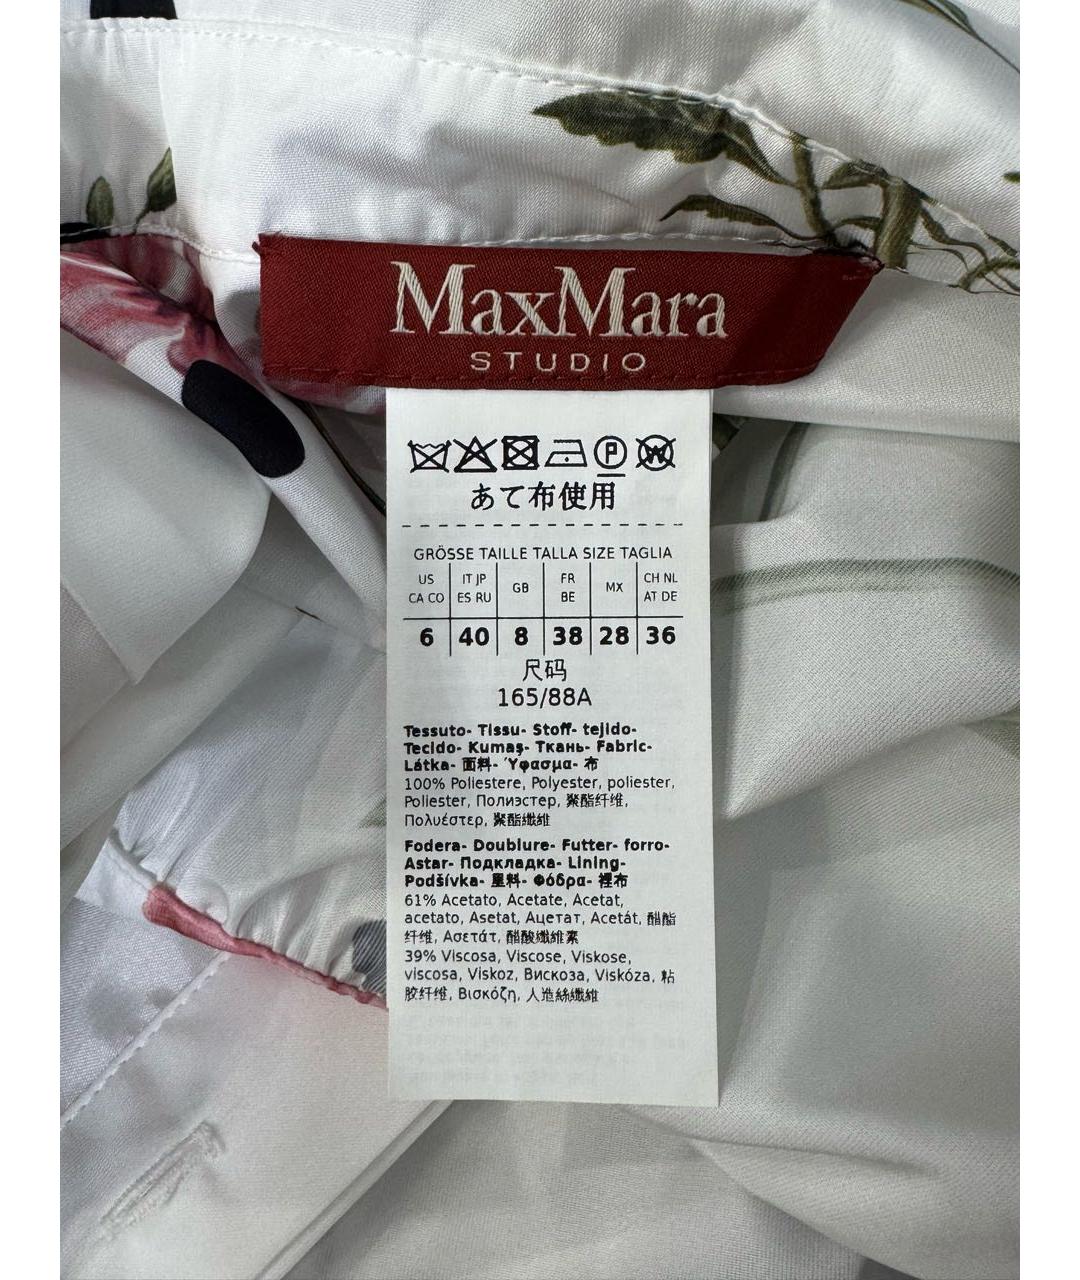 MaxMara
STUDIO
P W
あて布使用
GRÖSSE TAILLE TALLA SIZE TAGLIA
US CA CO IT JP ES RU GB FR BE MX CH NL AT DE
6 40 8 38 28 36
尺码
165/88A
Tessuto- Tissu- Stoff- tejido-
Tecido- Kumaş- Ткань- Fabric-
Látka- 面料- Ύφασμα- 布
100% Poliestere, Polyester, poliester,
Poliester, Полиэстер, 聚酯纤维,
Πολυέστερ, 聚酯纖維
Fodera- Doublure- Futter- forro-
Astar- Подкладка- Lining-
Podšívka- 里料- Φόδρα- 裡布
61% Acetato, Acetate, Acetat,
acetato, Asetat, Ацетат, Acetát, 醋酯
纤维, Ασετάτ, 醋酸纖維素
39% Viscosa, Viscose, Viskose,
viscosa, Viskoz, Вискоза, Viskóza, 粘
胶纤维, Βισκόζη, 人造絲纖維